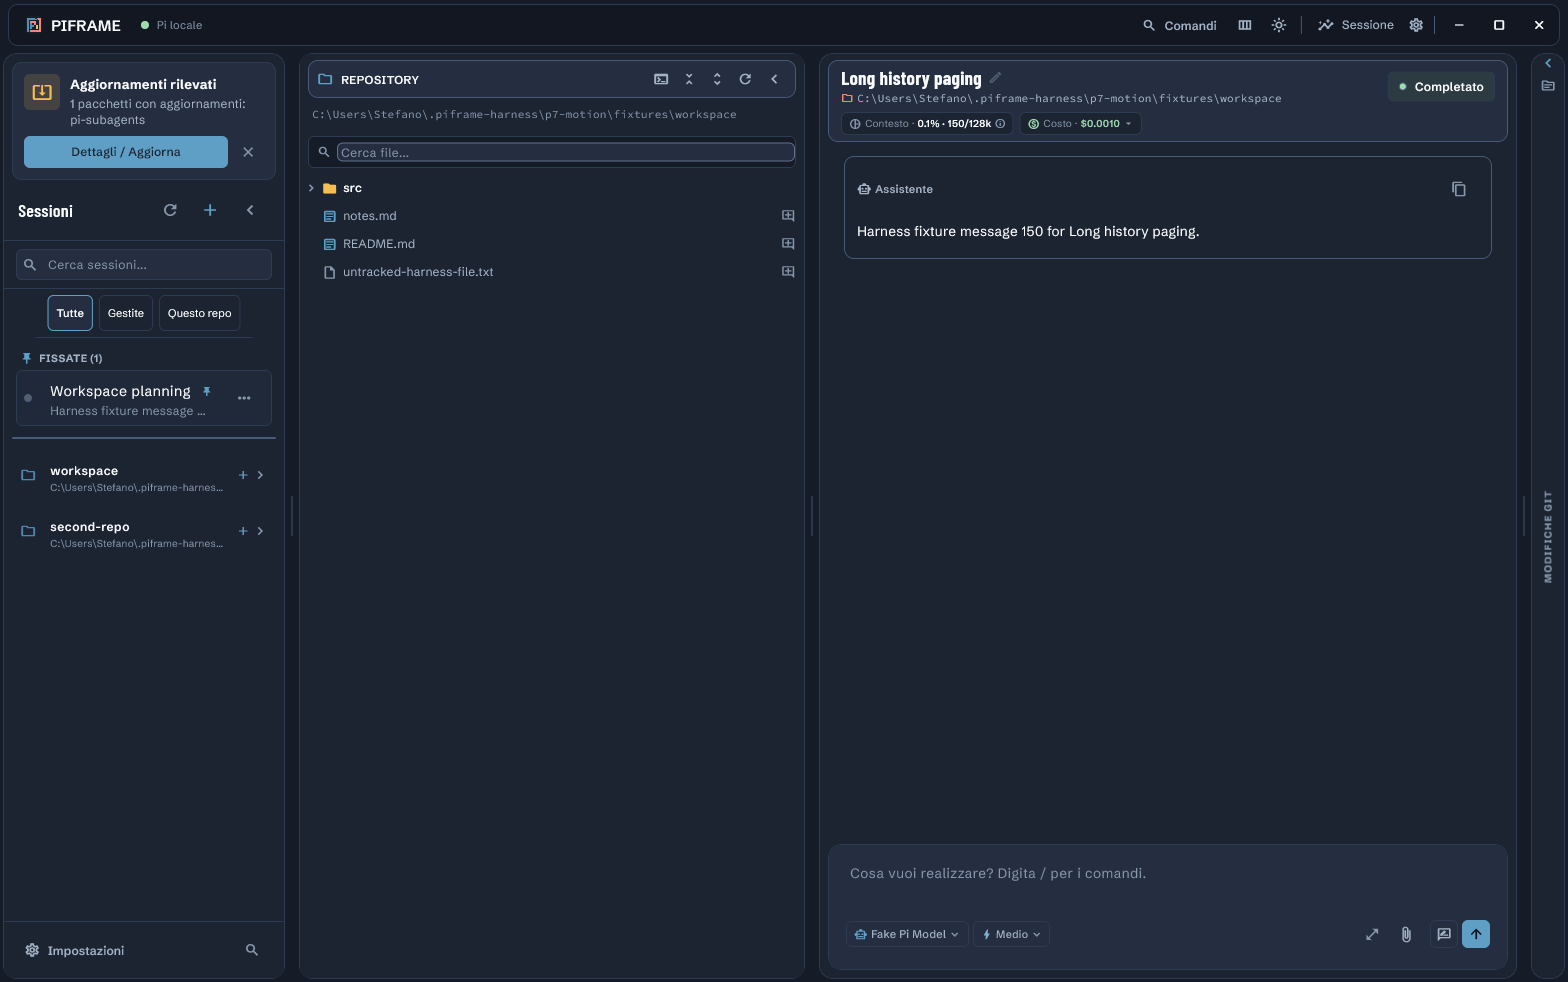 PIFRAME
Pi locale
Comandi
Sessione
Aggiornamenti rilevati
1 pacchetti con aggiornamenti:
pi-subagents
Dettagli / Aggiorna
Sessioni
Cerca sessioni...
Tutte
Gestite
Questo repo
FISSATE (1)
Workspace planning
Harness fixture message ...
workspace
C:\Users\Stefano\.piframe-harnes...
second-repo
C:\Users\Stefano\.piframe-harnes...
Impostazioni
REPOSITORY
C:\Users\Stefano\.piframe-harness\p7-motion\fixtures\workspace
Cerca file...
src
notes.md
README.md
untracked-harness-file.txt
Long history paging
C:\Users\Stefano\.piframe-harness\p7-motion\fixtures\workspace
Contesto · 0.1% • 150/128k
Costo · $0.0010
Completato
Assistente
Harness fixture message 150 for Long history paging.
Cosa vuoi realizzare? Digita / per i comandi.
Fake Pi Model
Medio
MODIFICHE GIT